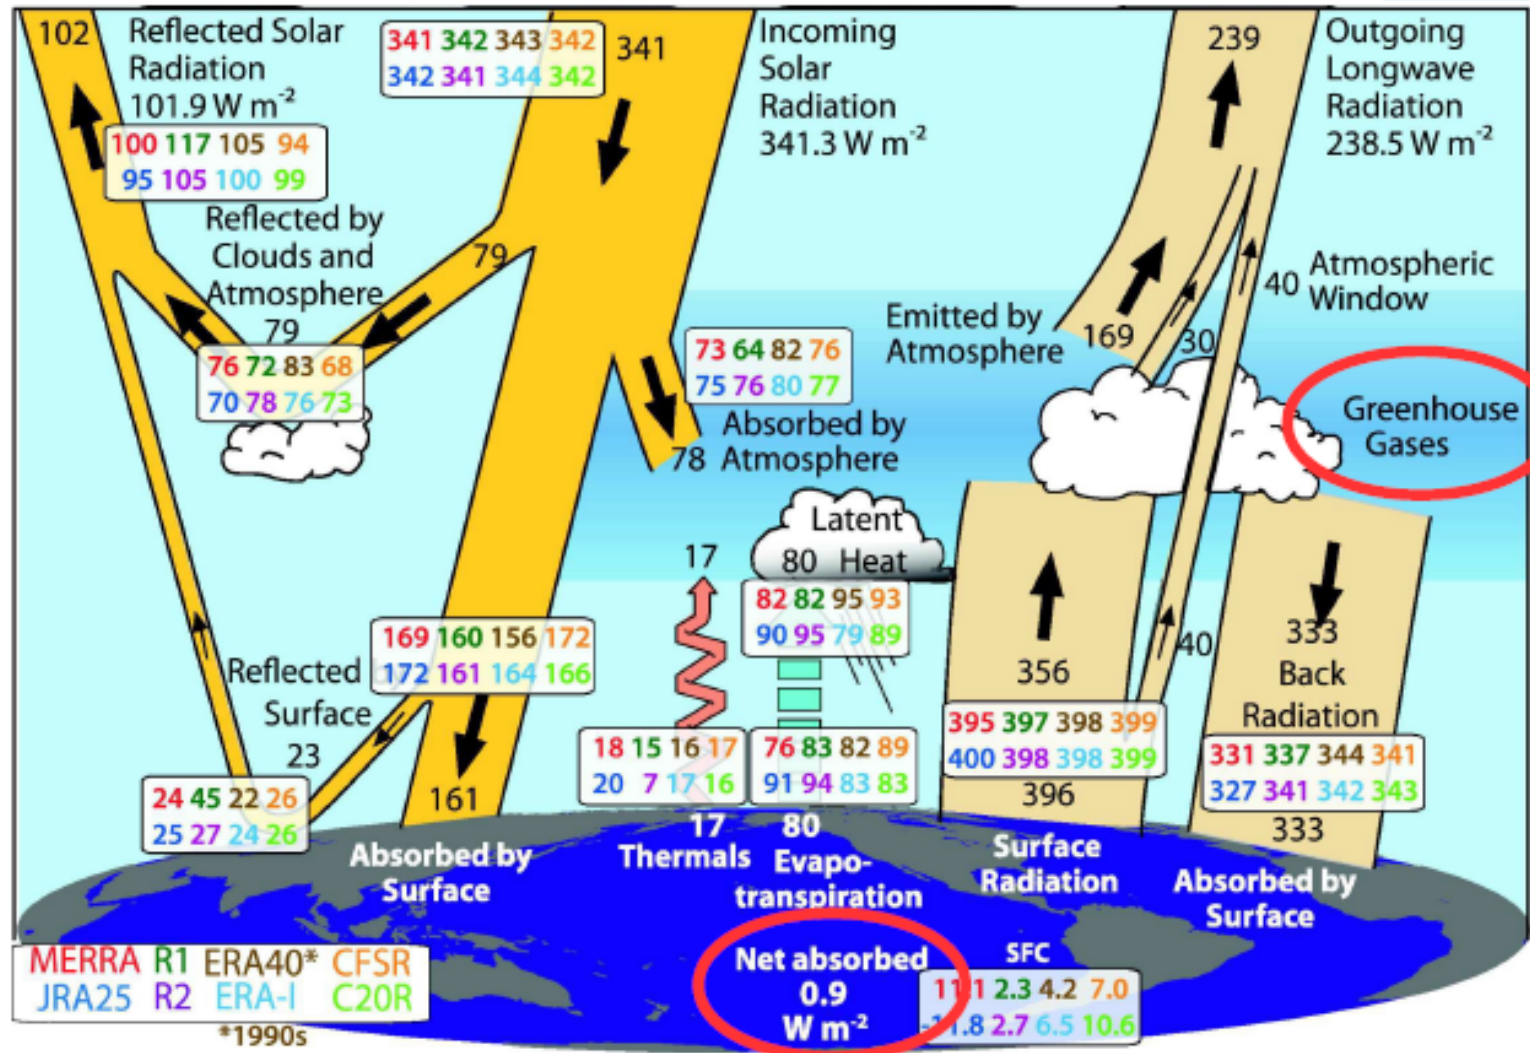 102
Reflected Solar
Radiation
101.9 W m⁻²
341 342 343 342
342 341 344 342
341
Incoming
Solar
Radiation
341.3 W m⁻²
239
Outgoing
Longwave
Radiation
238.5 W m⁻²
100 117 105 94
95 105 100 99
Reflected by
Clouds and
Atmosphere
79
79
76 72 83 68
70 78 76 73
73 64 82 76
75 76 80 77
78
Absorbed by
Atmosphere
Emitted by
Atmosphere
169
30
40
Atmospheric
Window
Greenhouse
Gases
17
Latent
80 Heat
82 82 95 93
90 95 79 89
169 160 156 172
172 161 164 166
Reflected
Surface
23
24 45 22 26
25 27 24 26
161
Absorbed by
Surface
18 15 16 17
20 7 17 16
17
Thermals
76 83 82 89
91 94 83 83
80
Evapo-
transpiration
356
40
395 397 398 399
400 398 398 399
396
Surface
Radiation
333
Back
Radiation
331 337 344 341
327 341 342 343
333
Absorbed by
Surface
MERRA R1 ERA40* CFSR
JRA25 R2 ERA-I C20R
*1990s
Net absorbed
0.9
W m⁻²
SFC
11.1 2.3 4.2 7.0
2.7 6.5 10.6